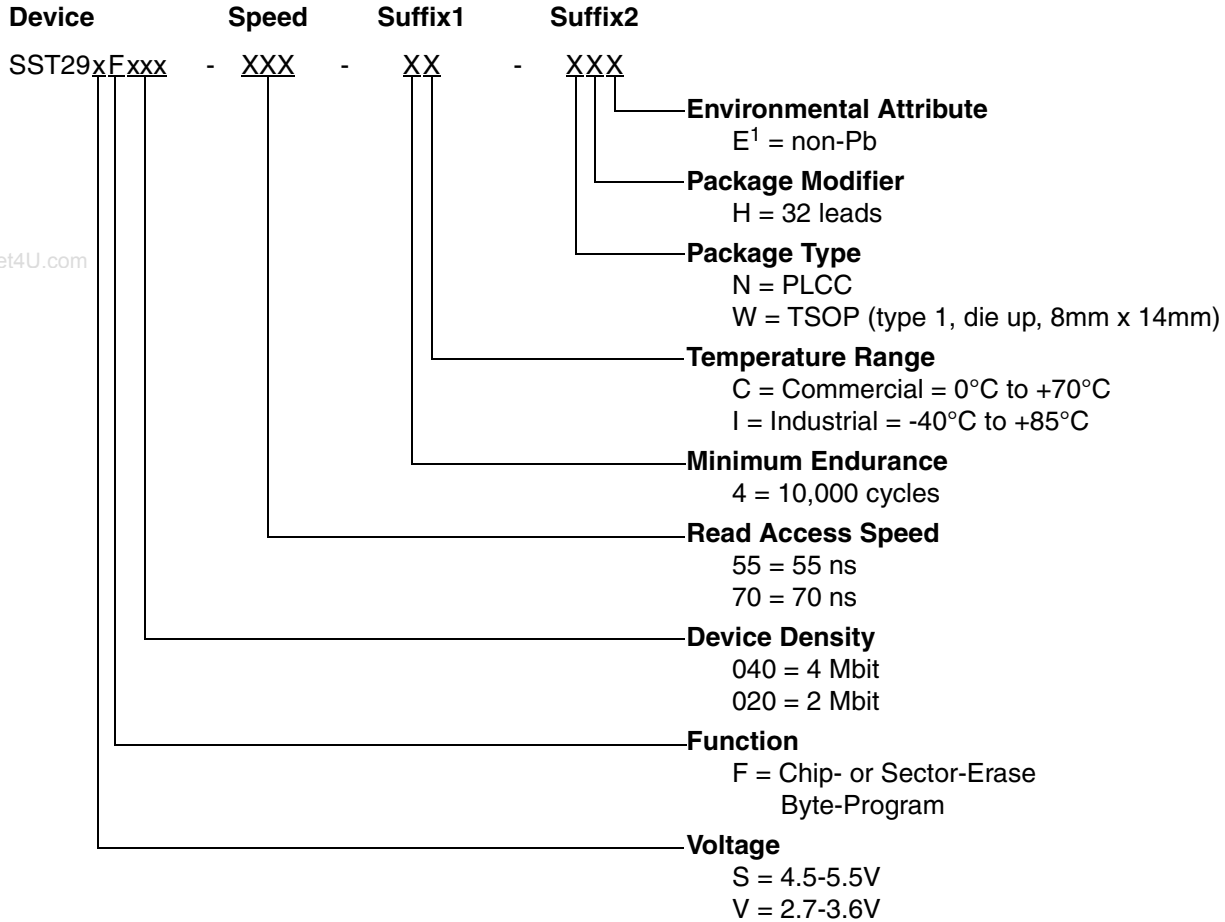 Device Speed Suffix1 Suffix2
SST29xFxxx - XXX - XX - XXX
Environmental Attribute
E¹ = non-Pb
Package Modifier
H = 32 leads
et4U.com
Package Type
N = PLCC
W = TSOP (type 1, die up, 8mm x 14mm)
Temperature Range
C = Commercial = 0°C to +70°C
I = Industrial = -40°C to +85°C
Minimum Endurance
4 = 10,000 cycles
Read Access Speed
55 = 55 ns
70 = 70 ns
Device Density
040 = 4 Mbit
020 = 2 Mbit
Function
F = Chip- or Sector-Erase
Byte-Program
Voltage
S = 4.5-5.5V
V = 2.7-3.6V